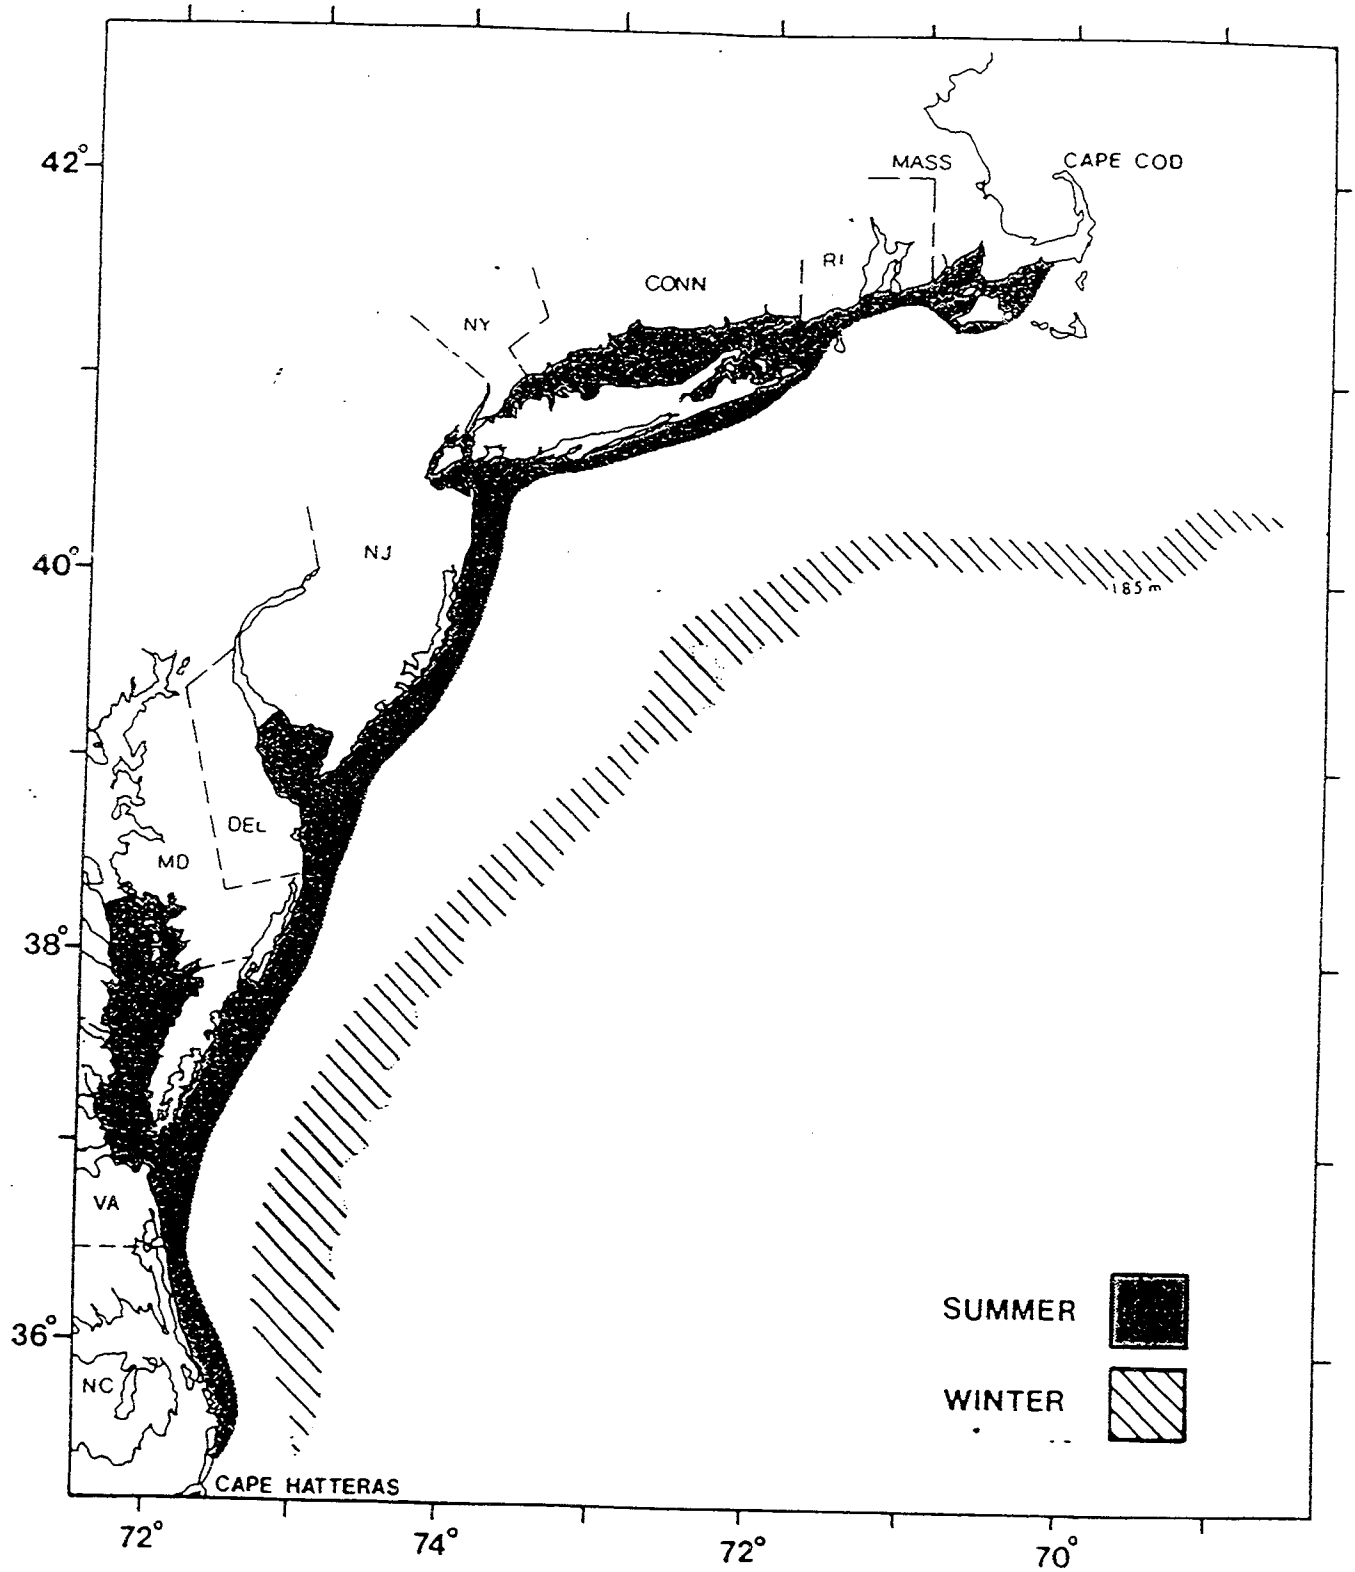 42°
MASS
CAPE COD
RI
CONN
NY
NJ
40°
185m
DEL
MD
38°
VA
36°
SUMMER
NC
WINTER
CAPE HATTERAS
72°
74°
72°
70°